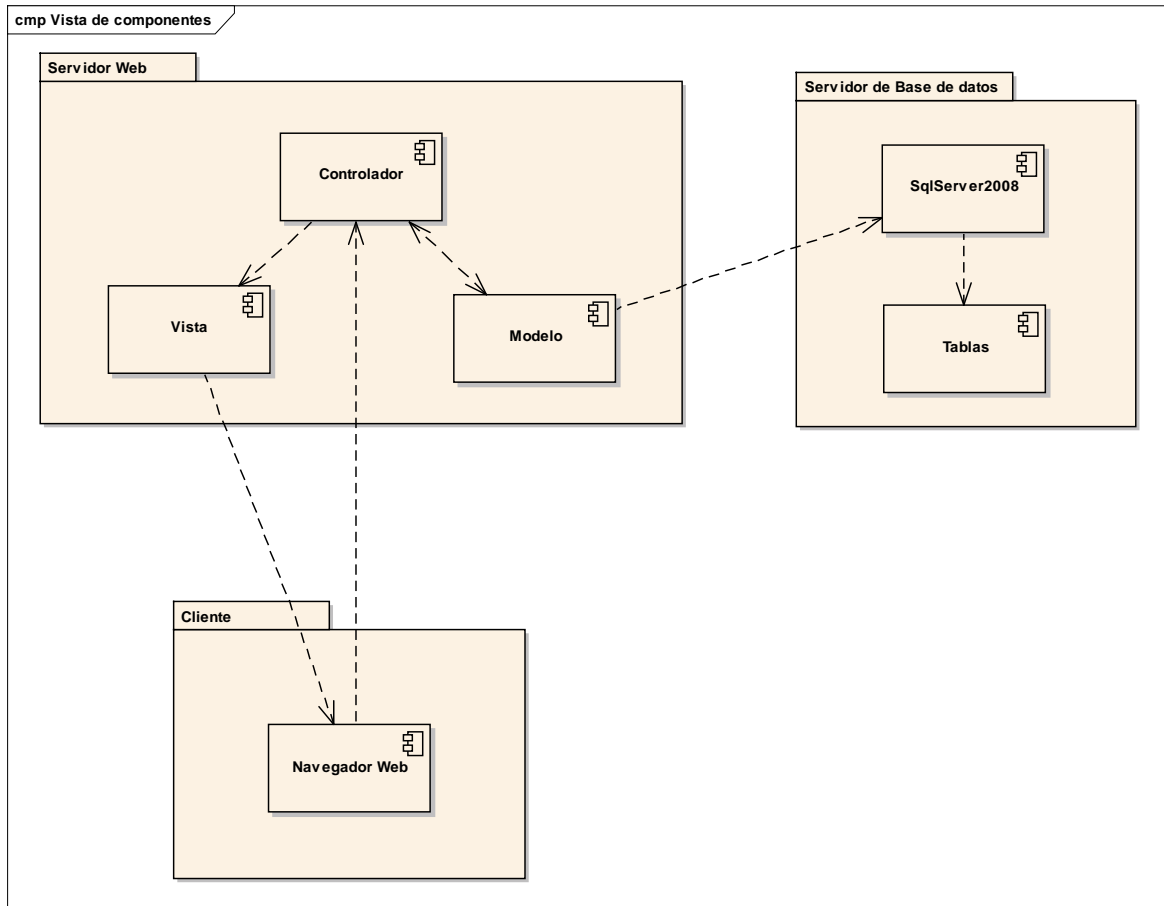 cmp Vista de componentes
Servidor Web
Servidor de Base de datos
Controlador
SqlServer2008
Vista
Modelo
Tablas
Cliente
Navegador Web